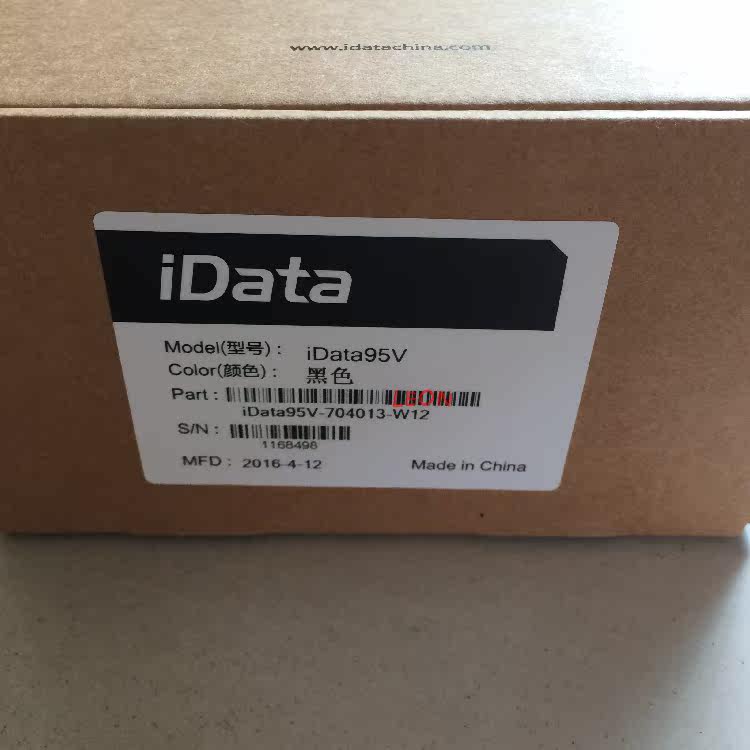 www.idatachina.com
iData
Model(型号) : iData95V
Color(颜色) : 黑色
Part :
LEON
iData95V-704013-W12
S/N :
1168498
MFD : 2016-4-12 Made in China